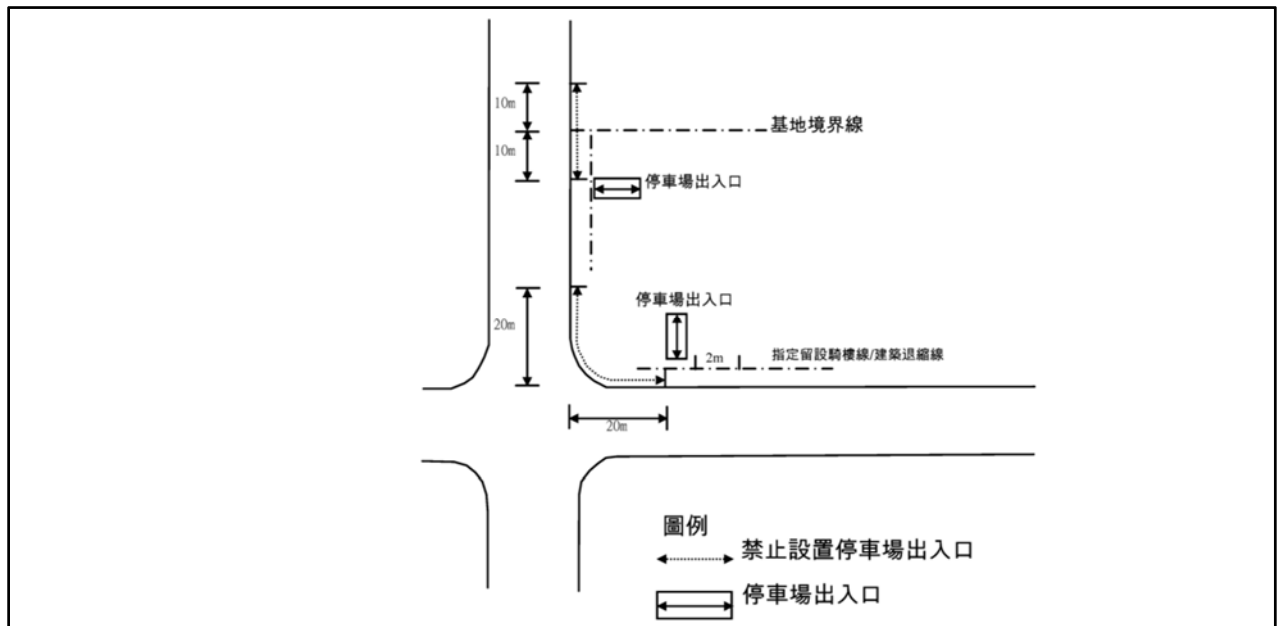 10m
基地境界線
10m
停車場出入口
停車場出入口
20m
2m
指定留設騎樓線/建築退縮線
20m
圖例
禁止設置停車場出入口
停車場出入口